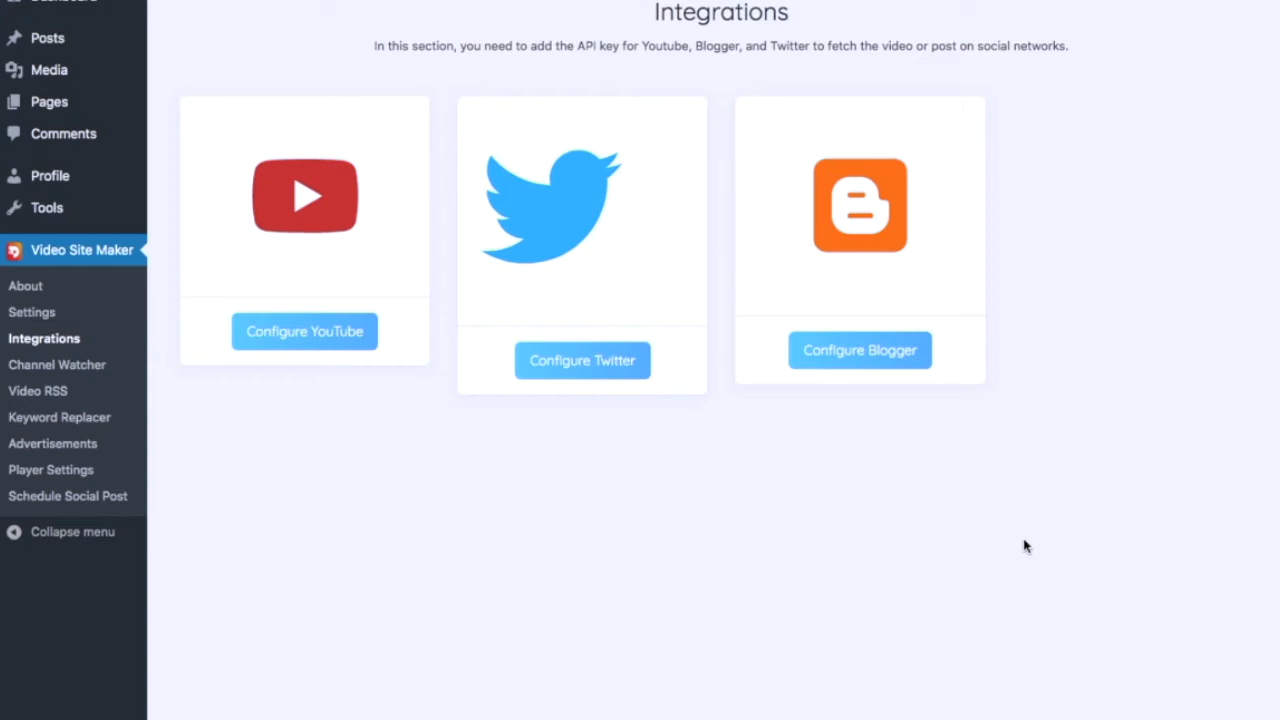 Dashboard
Posts
Media
Pages
Comments
Profile
Tools
Video Site Maker
About
Settings
Integrations
Channel Watcher
Video RSS
Keyword Replacer
Advertisements
Player Settings
Schedule Social Post
Collapse menu
Integrations
In this section, you need to add the API key for Youtube, Blogger, and Twitter to fetch the video or post on social networks.
Configure YouTube
Configure Twitter
Configure Blogger